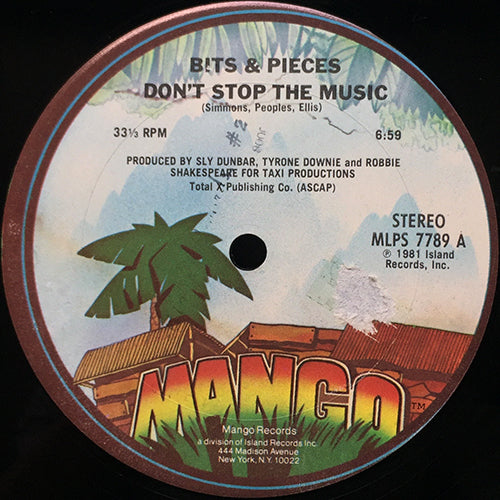 BITS & PIECES
DON'T STOP THE MUSIC
(Simmons, Peoples, Ellis)
33⅓ RPM
#2
6:59
PRODUCED BY SLY DUNBAR, TYRONE DOWNIE and ROBBIE
SHAKESPEARE FOR TAXI PRODUCTIONS
Total X Publishing Co. (ASCAP)
STEREO
MLPS 7789 A
℗ 1981 Island
Records, Inc.
MANGO™
Mango Records
a division of Island Records Inc.
444 Madison Avenue
New York, N.Y. 10022